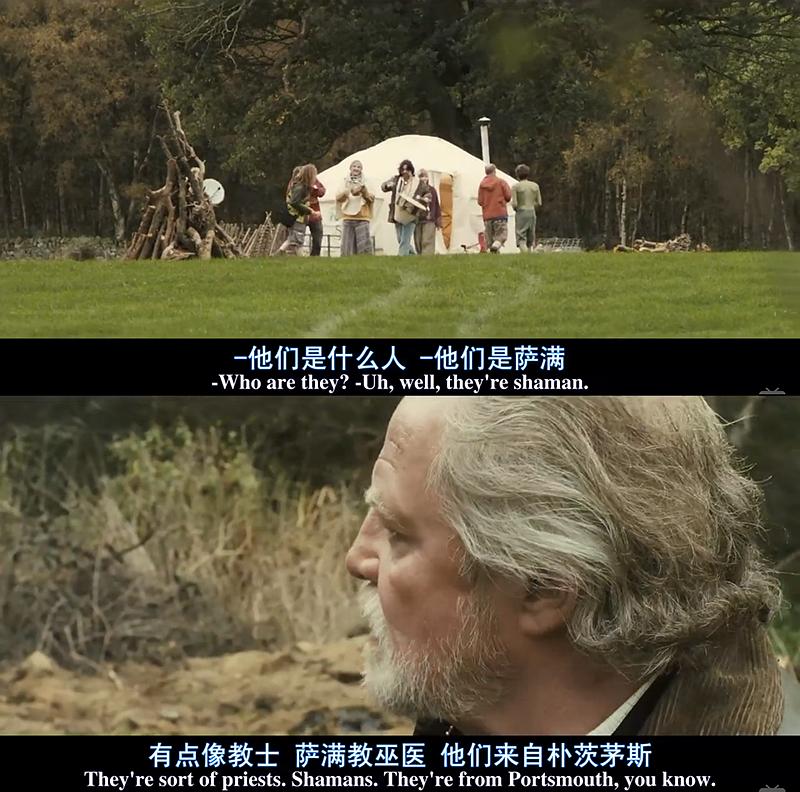 -他们是什么人 -他们是萨满
-Who are they? -Uh, well, they're shaman.
有点像教士 萨满教巫医 他们来自朴茨茅斯
They're sort of priests. Shamans. They're from Portsmouth, you know.